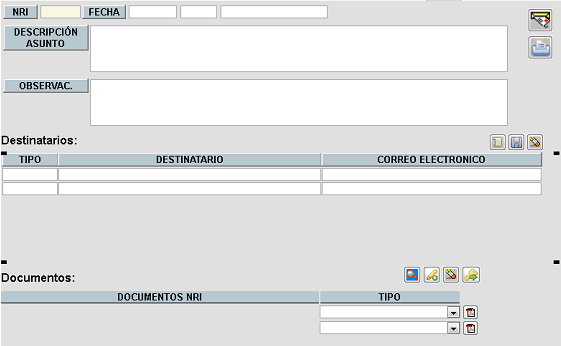 NRI FECHA
DESCRIPCIÓN
ASUNTO
OBSERVAC.
Destinatarios:
TIPO DESTINATARIO CORREO ELECTRONICO
Documentos:
DOCUMENTOS NRI TIPO